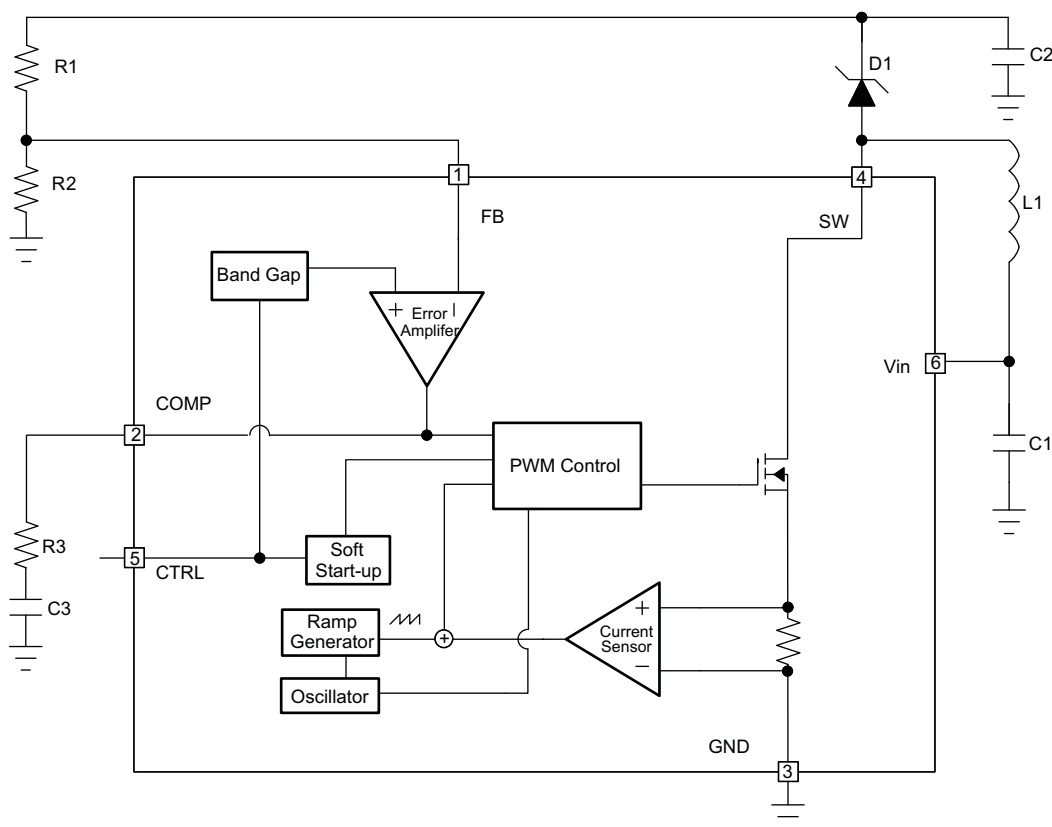 D1
C2
R1
R2
1
4
FB
SW
L1
Band Gap
+
Error
Amplifer
–
Vin
6
COMP
2
PWM Control
C1
R3
5
CTRL
Soft
Start-up
C3
Ramp
Generator
+
+
Current
Sensor
–
Oscillator
GND
3